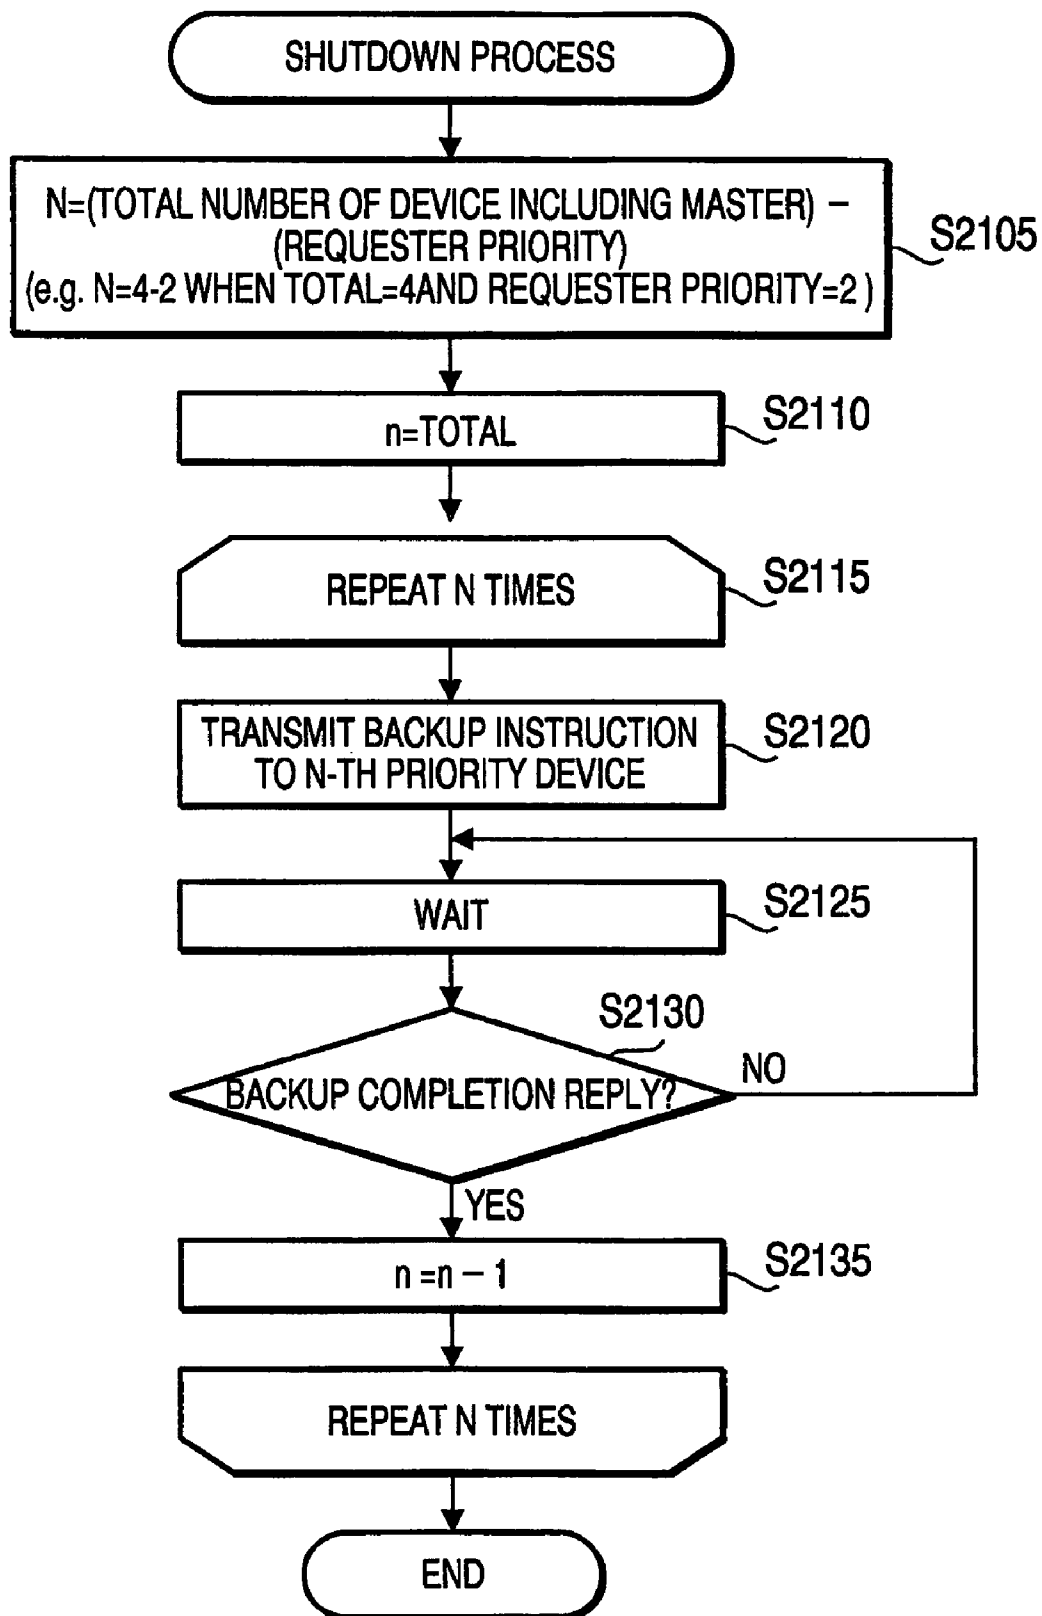 SHUTDOWN PROCESS
N=(TOTAL NUMBER OF DEVICE INCLUDING MASTER) –
(REQUESTER PRIORITY)
(e.g. N=4-2 WHEN TOTAL=4AND REQUESTER PRIORITY=2 )
S2105
n=TOTAL
S2110
REPEAT N TIMES
S2115
TRANSMIT BACKUP INSTRUCTION
TO N-TH PRIORITY DEVICE
S2120
WAIT
S2125
S2130
BACKUP COMPLETION REPLY?
NO
YES
n =n – 1
S2135
REPEAT N TIMES
END